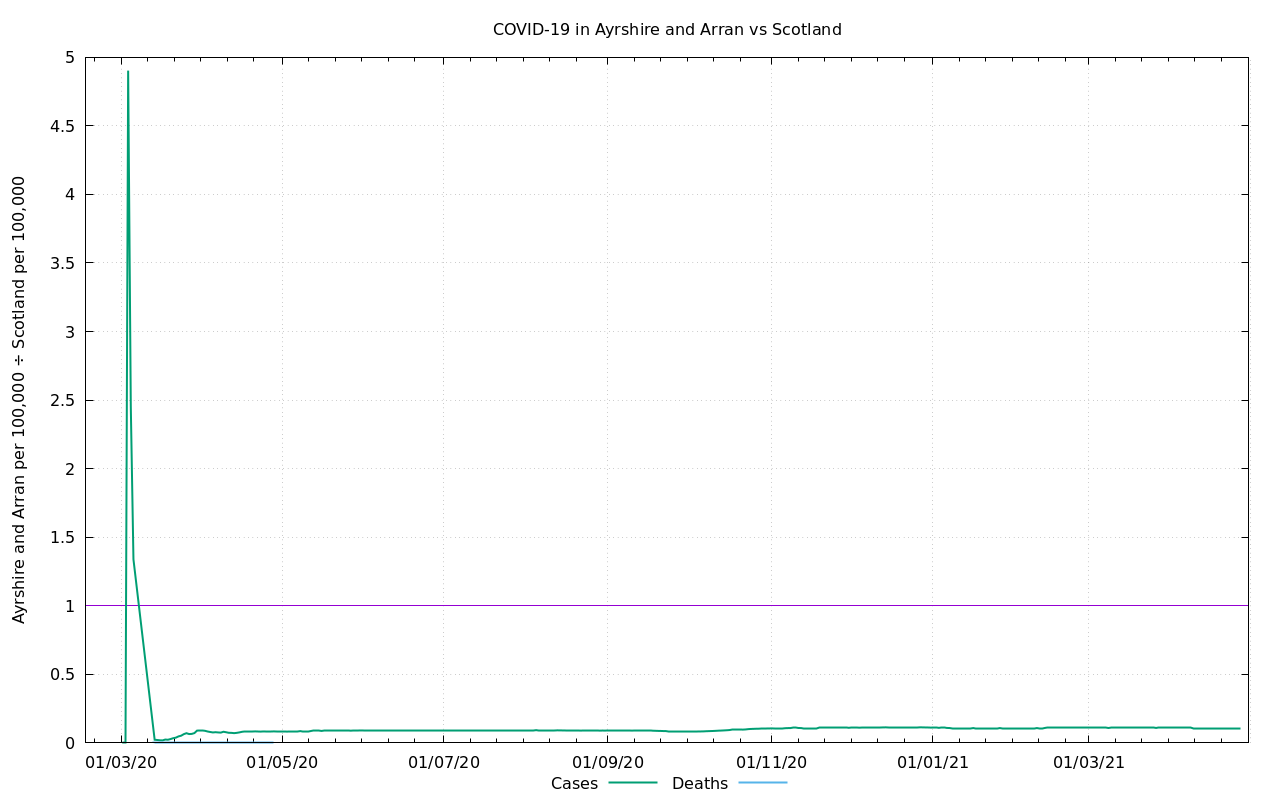 COVID-19 in Ayrshire and Arran vs Scotland
Ayrshire and Arran per 100,000 ÷ Scotland per 100,000
5
4.5
4
3.5
3
2.5
2
1.5
1
0.5
0
01/03/20 01/05/20 01/07/20 01/09/20 01/11/20 01/01/21 01/03/21
Cases Deaths